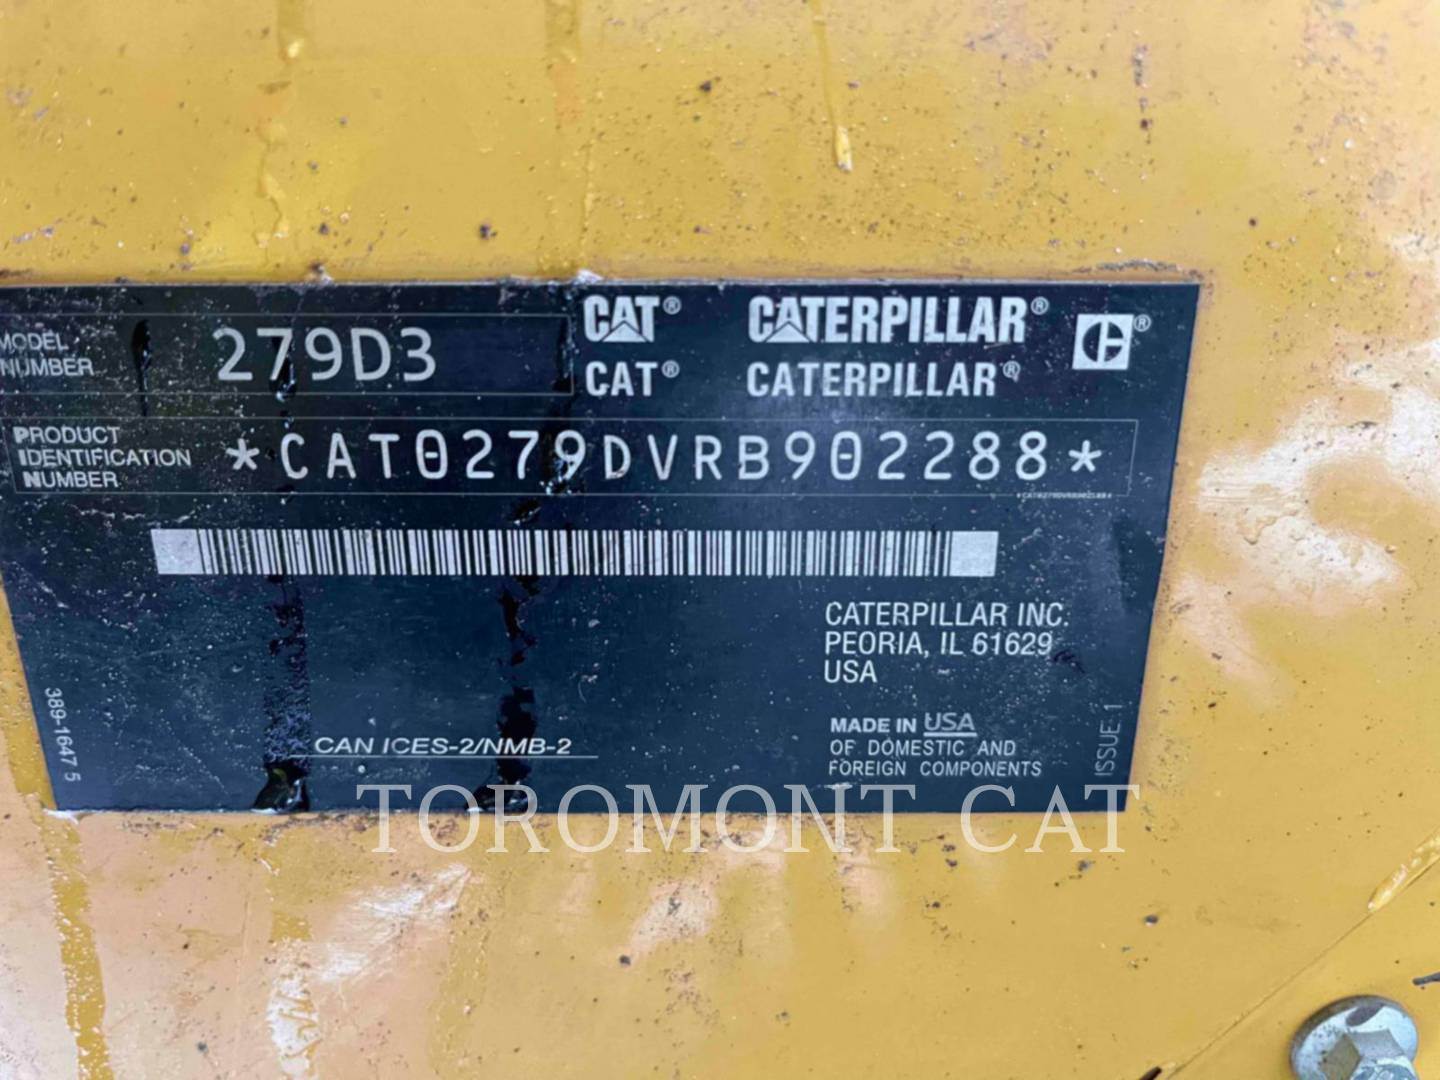 MODEL NUMBER 279D3
CAT® CATERPILLAR®
CAT® CATERPILLAR®
PRODUCT IDENTIFICATION NUMBER *CAT0279DVRB902288*
*CAT0279DVRB902288*
CATERPILLAR INC.
PEORIA, IL 61629
USA
389-1647 5
CAN ICES-2/NMB-2
MADE IN USA
OF DOMESTIC AND
FOREIGN COMPONENTS
ISSUE:1
TOROMONT CAT